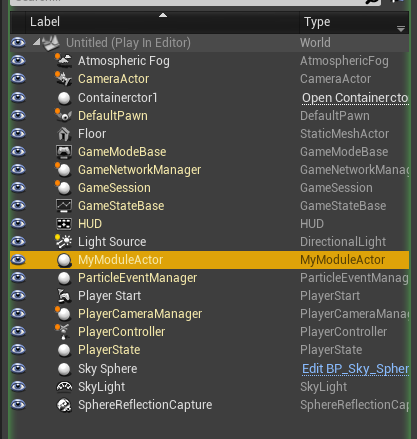 Label Type
Untitled (Play In Editor) World
Atmospheric Fog AtmosphericFog
CameraActor CameraActor
Containerctor1 Open Containercto
DefaultPawn DefaultPawn
Floor StaticMeshActor
GameModeBase GameModeBase
GameNetworkManager GameNetworkManag
GameSession GameSession
GameStateBase GameStateBase
HUD HUD
Light Source DirectionalLight
MyModuleActor MyModuleActor
ParticleEventManager ParticleEventManag
Player Start PlayerStart
PlayerCameraManager PlayerCameraManag
PlayerController PlayerController
PlayerState PlayerState
Sky Sphere Edit BP_Sky_Spher
SkyLight SkyLight
SphereReflectionCapture SphereReflectionCap